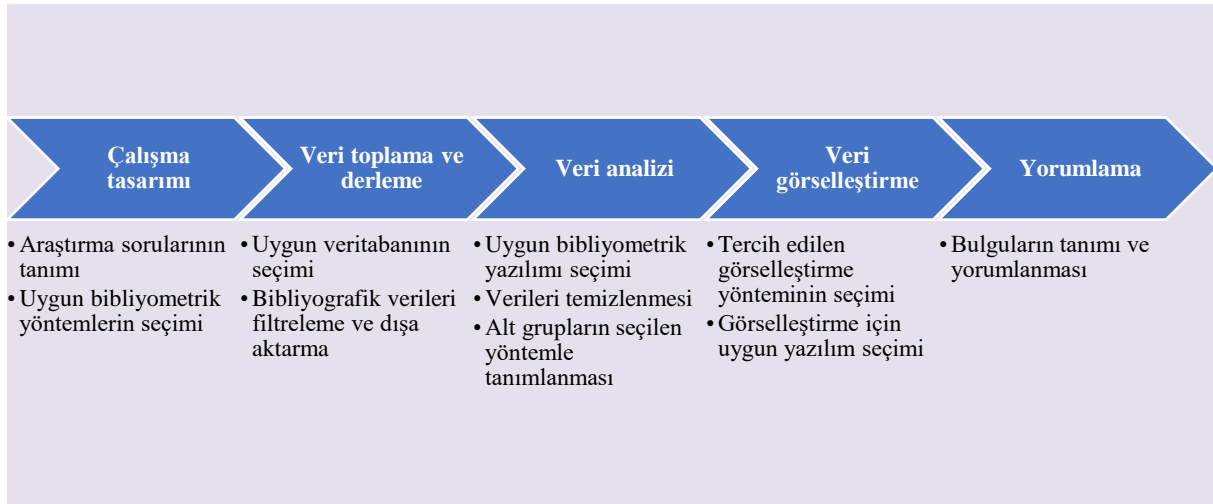 Çalışma
tasarımı
Veri toplama ve
derleme
Veri analizi
Veri
görselleştirme
Yorumlama
• Araştırma sorularının
tanımı
• Uygun bibliyometrik
yöntemlerin seçimi
• Uygun veritabanının
seçimi
• Bibliyografik verileri
filtreleme ve dışa
aktarma
• Uygun bibliyometrik
yazılımı seçimi
• Verileri temizlenmesi
• Alt grupların seçilen
yöntemle
tanımlanması
• Tercih edilen
görselleştirme
yönteminin seçimi
• Görselleştirme için
uygun yazılım seçimi
• Bulguların tanımı ve
yorumlanması